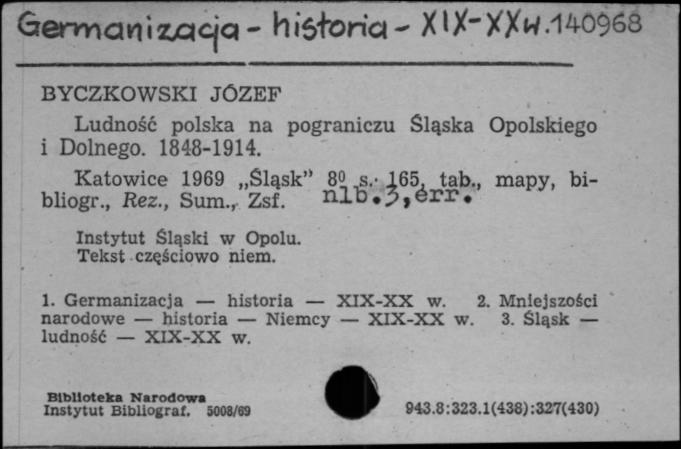 Germanizacja - historia - XIX-XXw. 140968
BYCZKOWSKI JÓZEF
Ludność polska na pograniczu Śląska Opolskiego
i Dolnego. 1848-1914.
Katowice 1969 „Śląsk” 8⁰ s. 165, tab., mapy, bi-
bliogr., Rez., Sum., Zsf. nlb.3,err.
Instytut Śląski w Opolu.
Tekst częściowo niem.
1. Germanizacja — historia — XIX-XX w. 2. Mniejszości
narodowe — historia — Niemcy — XIX-XX w. 3. Śląsk —
ludność — XIX-XX w.
Biblioteka Narodowa
Instytut Bibliograf. 5008/69 943.8:323.1(438):327(430)